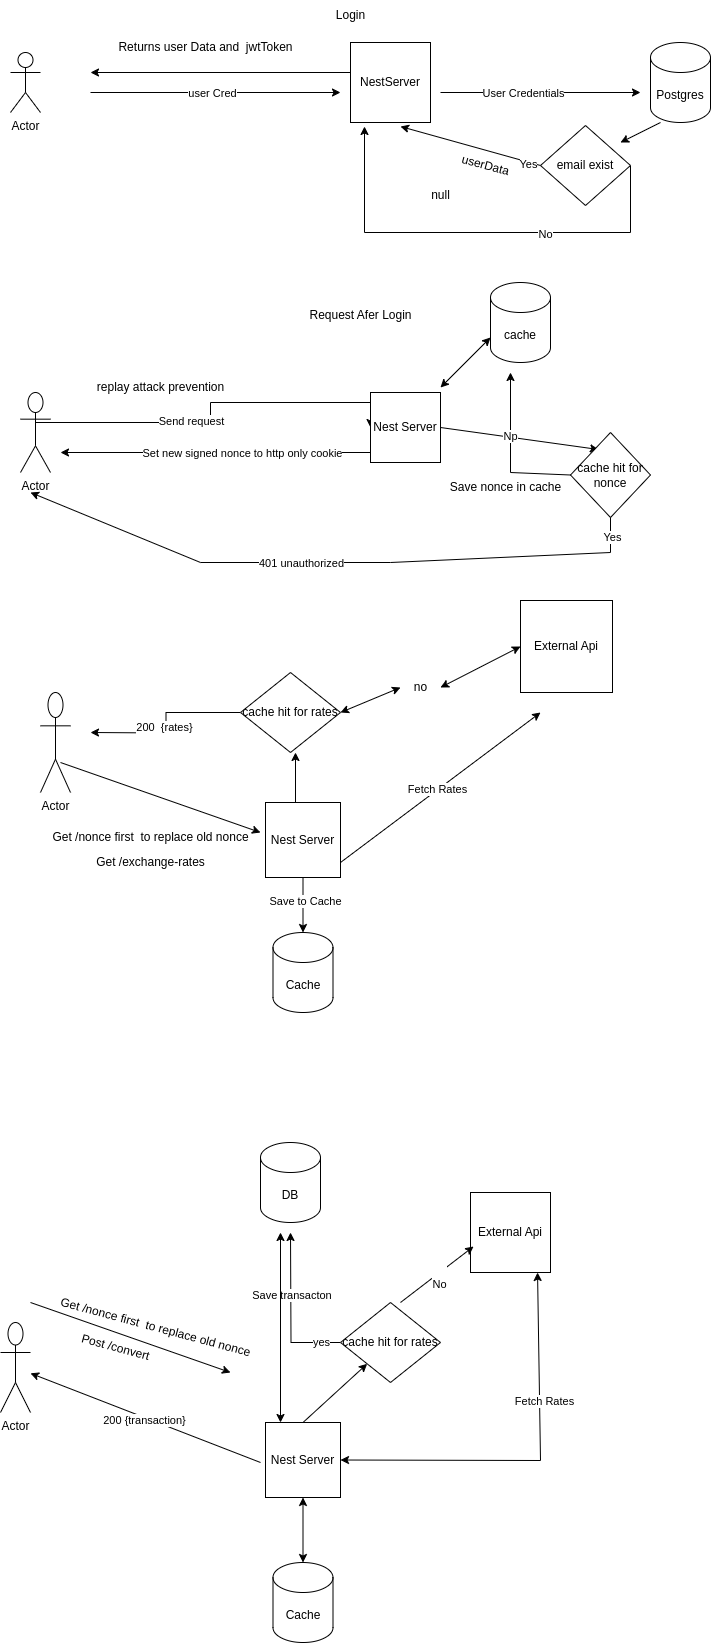 Login
Returns user Data and  jwtToken
NestServer
user Cred
User Credentials
Postgres
Actor
email exist
Yes
userData
null
No
Request Afer Login
cache
replay attack prevention
Send request
Nest Server
Np
Set new signed nonce to http only cookie
cache hit for
nonce
Actor
Save nonce in cache
Yes
401 unauthorized
External Api
no
cache hit for rates
200  {rates}
Actor
Fetch Rates
Get /nonce first  to replace old nonce
Nest Server
Get /exchange-rates
Save to Cache
Cache
DB
External Api
No
Save transacton
Get /nonce first  to replace old nonce
yes
cache hit for rates
Post /convert
Actor
200 {transaction}
Fetch Rates
Nest Server
Cache